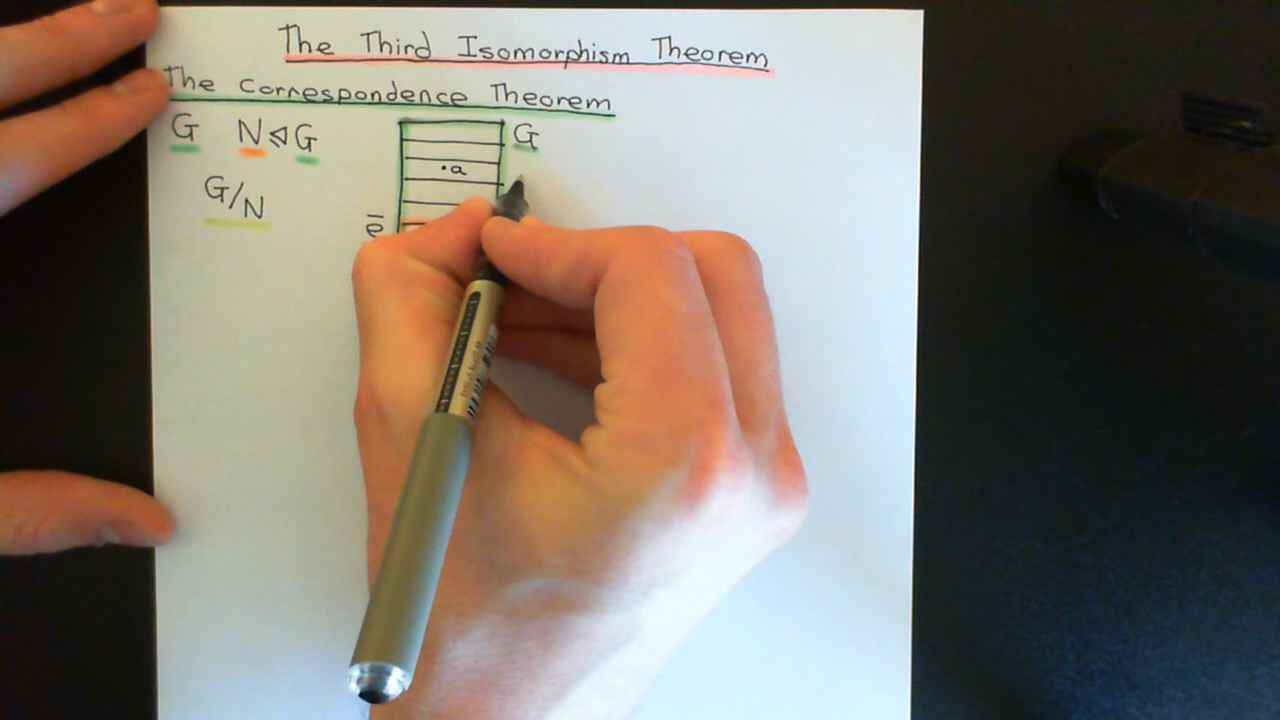 The Third Isomorphism Theorem
The Correspondence Theorem
G N ⊲ G G
·a
G/N
ē